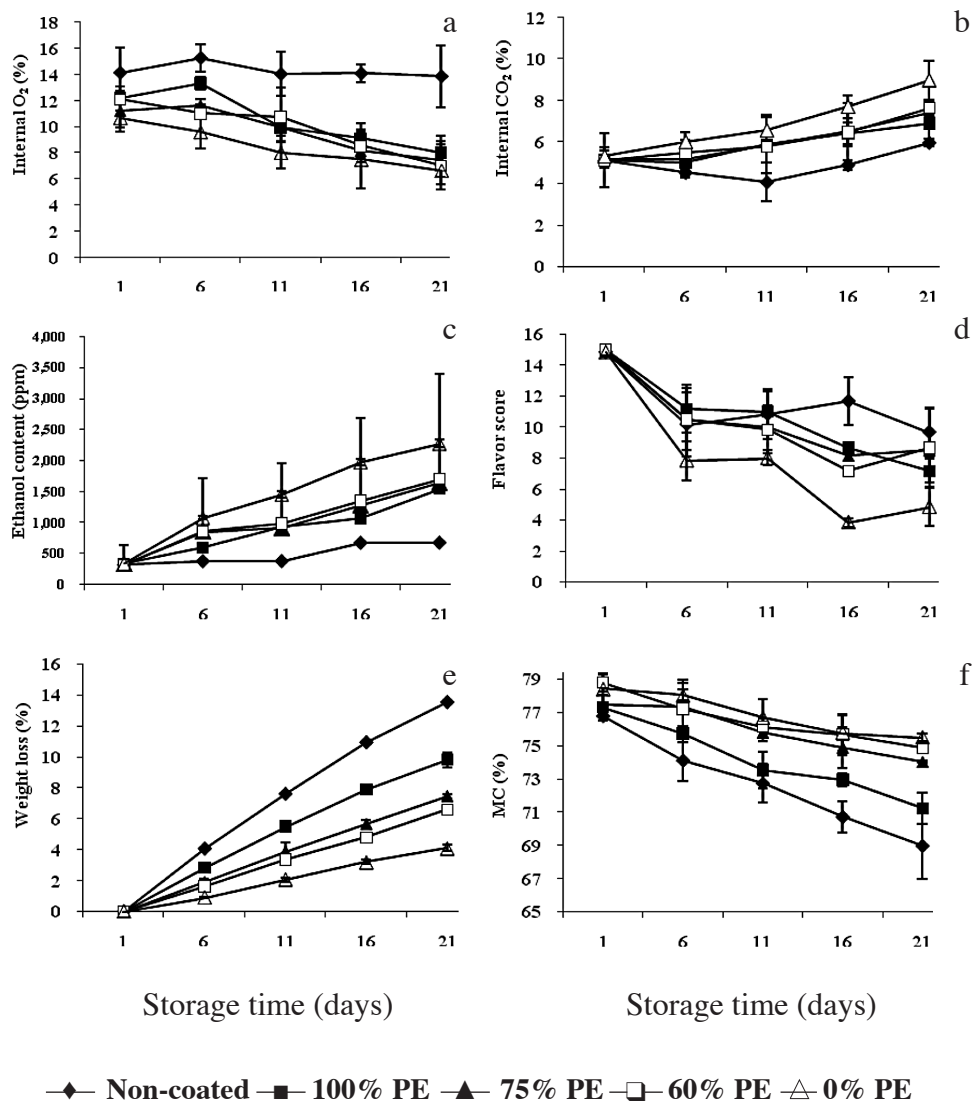 a
Internal O₂ (%)
18
16
14
12
10
8
6
4
2
0
1 6 11 16 21
b
Internal CO₂ (%)
12
10
8
6
4
2
0
1 6 11 16 21
c
Ethanol content (ppm)
4,000
3,500
3,000
2,500
2,000
1,500
1,000
500
0
1 6 11 16 21
d
Flavor score
16
14
12
10
8
6
4
2
0
1 6 11 16 21
e
Weight loss (%)
16
14
12
10
8
6
4
2
0
1 6 11 16 21
f
MC (%)
79
77
75
73
71
69
67
65
1 6 11 16 21
Storage time (days) Storage time (days)
Non-coated 100% PE 75% PE 60% PE 0% PE